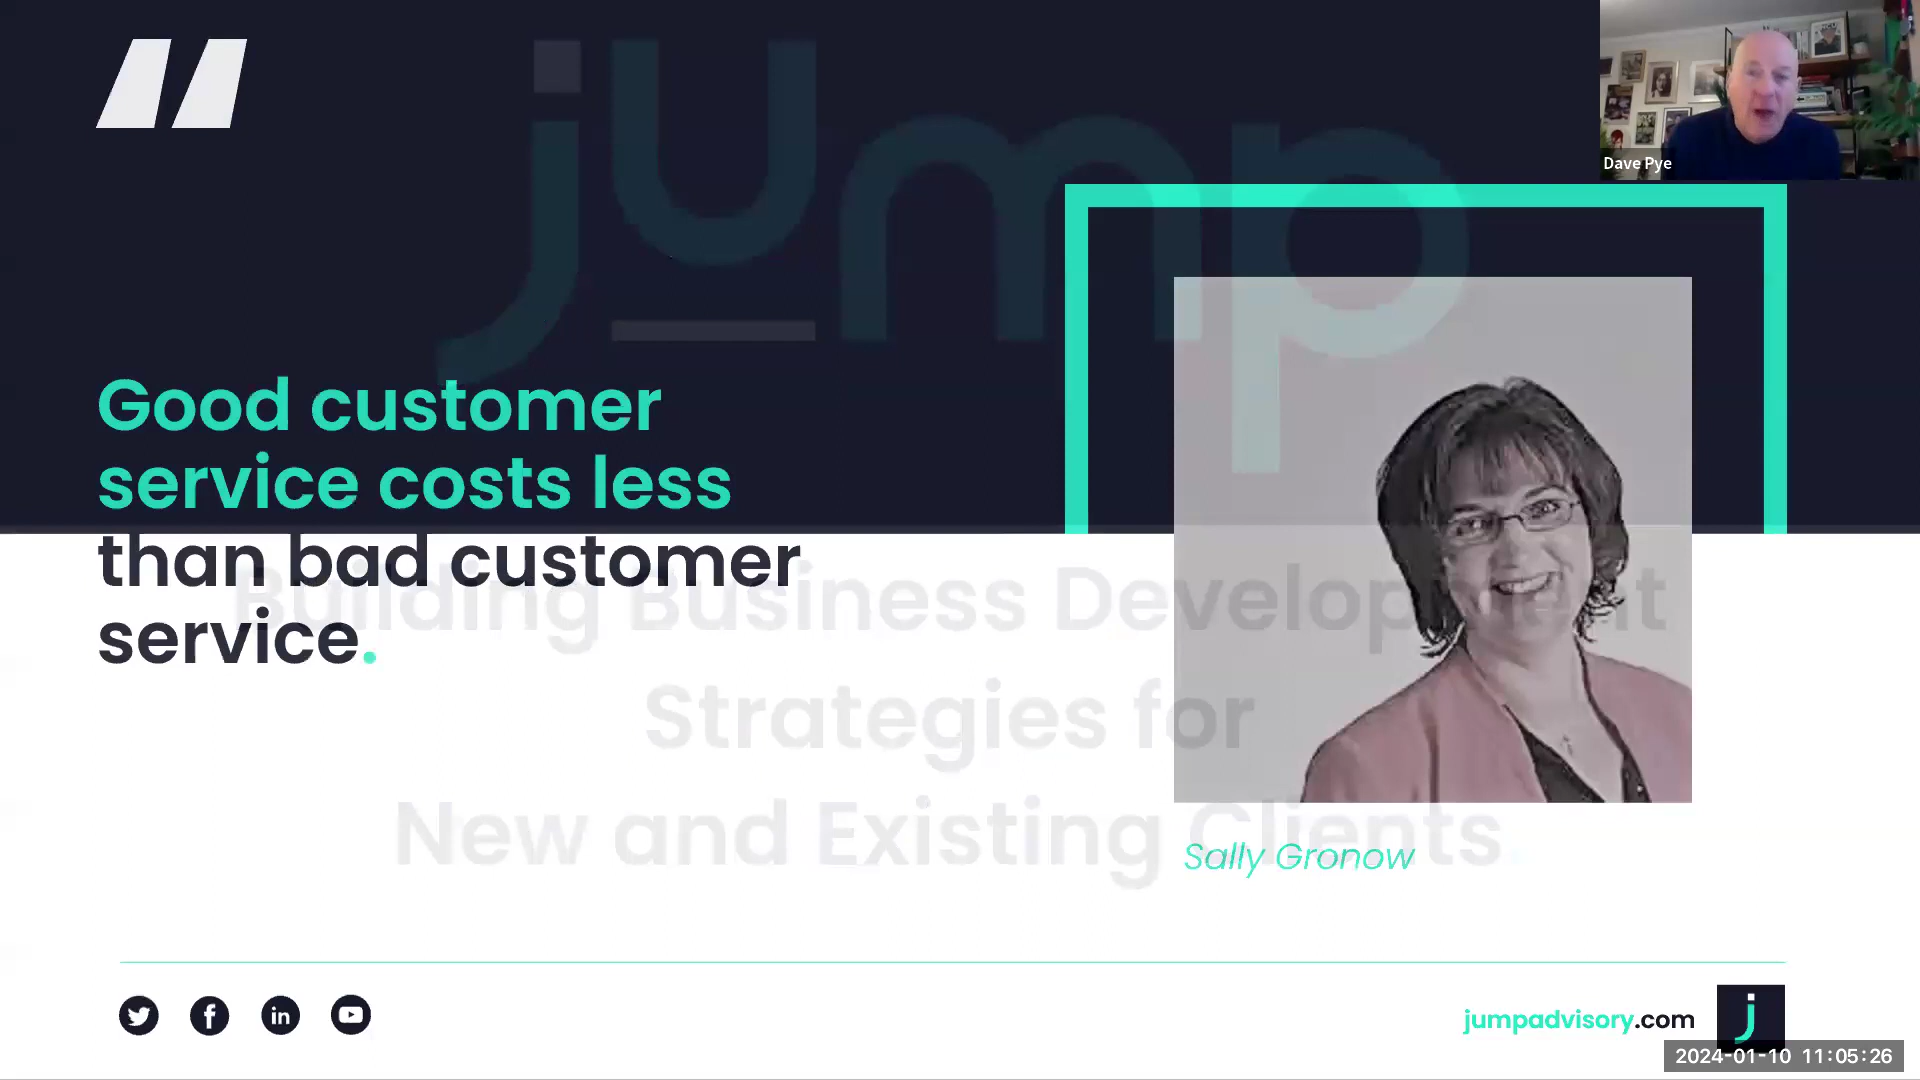 jump
Dave Pye
Good customer
service costs less
than bad customer
service.
Building Business Development
Strategies for
New and Existing Clients.
Sally Gronow
jumpadvisory.com
j
2024-01-10 11:05:26